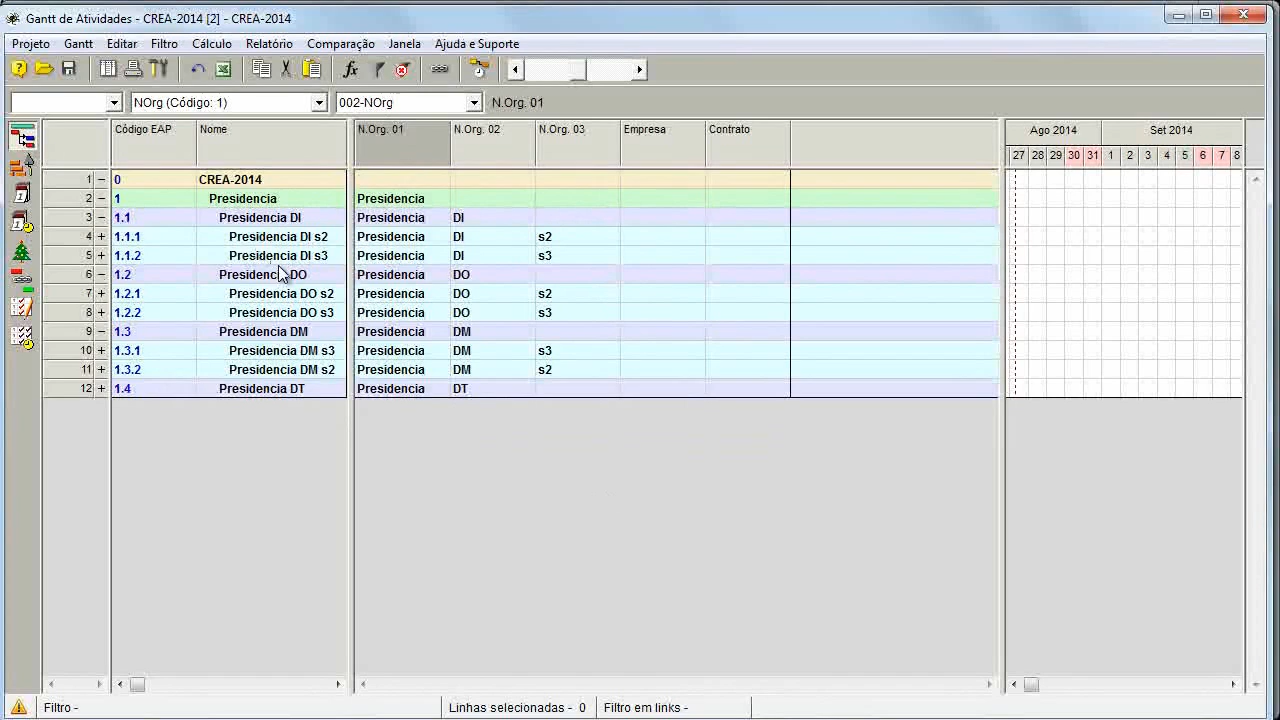 Gantt de Atividades - CREA-2014 [2] - CREA-2014
Projeto Gantt Editar Filtro Cálculo Relatório Comparação Janela Ajuda e Suporte
NOrg (Código: 1) 002-NOrg N.Org. 01
Código EAP Nome N.Org. 01 N.Org. 02 N.Org. 03 Empresa Contrato Ago 2014 Set 2014
27 28 29 30 31 1 2 3 4 5 6 7 8
1 − 0 CREA-2014
2 − 1 Presidencia Presidencia
3 − 1.1 Presidencia DI Presidencia DI
4 + 1.1.1 Presidencia DI s2 Presidencia DI s2
5 + 1.1.2 Presidencia DI s3 Presidencia DI s3
6 − 1.2 Presidencia DO Presidencia DO
7 + 1.2.1 Presidencia DO s2 Presidencia DO s2
8 + 1.2.2 Presidencia DO s3 Presidencia DO s3
9 − 1.3 Presidencia DM Presidencia DM
10 + 1.3.1 Presidencia DM s3 Presidencia DM s3
11 + 1.3.2 Presidencia DM s2 Presidencia DM s2
12 + 1.4 Presidencia DT Presidencia DT
Filtro - Linhas selecionadas - 0 Filtro em links -